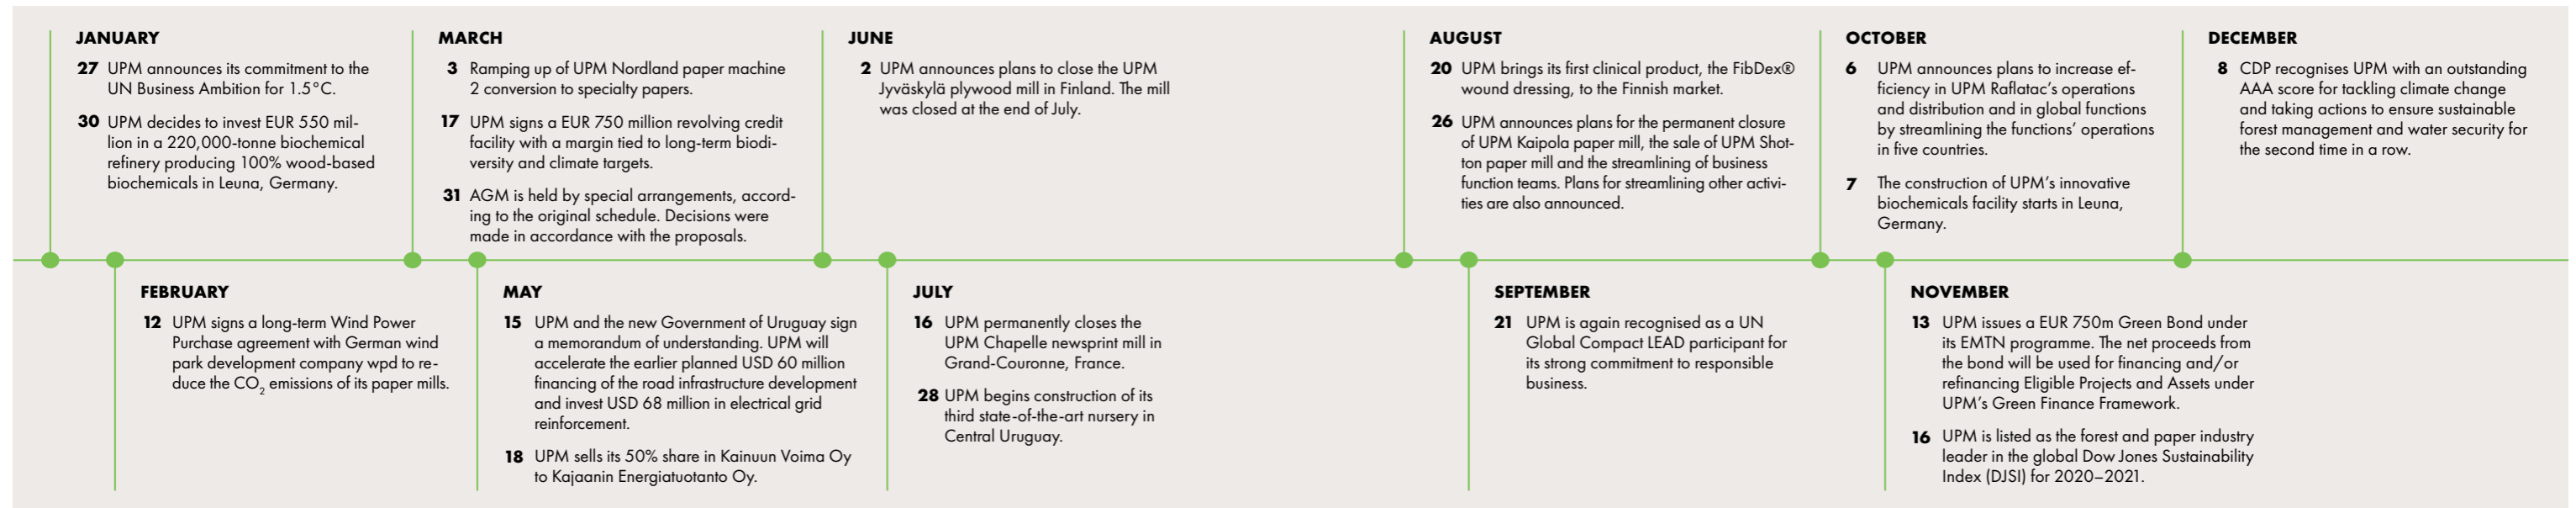 JANUARY
27 UPM announces its commitment to the
UN Business Ambition for 1.5°C.
30 UPM decides to invest EUR 550 mil-
lion in a 220,000-tonne biochemical
refinery producing 100% wood-based
biochemicals in Leuna, Germany.
FEBRUARY
12 UPM signs a long-term Wind Power
Purchase agreement with German wind
park development company wpd to re-
duce the CO2 emissions of its paper mills.
MARCH
3 Ramping up of UPM Nordland paper machine
2 conversion to specialty papers.
17 UPM signs a EUR 750 million revolving credit
facility with a margin tied to long-term biodi-
versity and climate targets.
31 AGM is held by special arrangements, accord-
ing to the original schedule. Decisions were
made in accordance with the proposals.
MAY
15 UPM and the new Government of Uruguay sign
a memorandum of understanding. UPM will
accelerate the earlier planned USD 60 million
financing of the road infrastructure development
and invest USD 68 million in electrical grid
reinforcement.
18 UPM sells its 50% share in Kainuun Voima Oy
to Kajaanin Energiatuotanto Oy.
JUNE
2 UPM announces plans to close the UPM
Jyväskylä plywood mill in Finland. The mill
was closed at the end of July.
JULY
16 UPM permanently closes the
UPM Chapelle newsprint mill in
Grand-Couronne, France.
28 UPM begins construction of its
third state-of-the-art nursery in
Central Uruguay.
AUGUST
20 UPM brings its first clinical product, the FibDex®
wound dressing, to the Finnish market.
26 UPM announces plans for the permanent closure
of UPM Kaipola paper mill, the sale of UPM Shot-
ton paper mill and the streamlining of business
function teams. Plans for streamlining other activi-
ties are also announced.
SEPTEMBER
21 UPM is again recognised as a UN
Global Compact LEAD participant for
its strong commitment to responsible
business.
OCTOBER
6 UPM announces plans to increase ef-
ficiency in UPM Raflatac’s operations
and distribution and in global functions
by streamlining the functions’ operations
in five countries.
7 The construction of UPM’s innovative
biochemicals facility starts in Leuna,
Germany.
NOVEMBER
13 UPM issues a EUR 750m Green Bond under
its EMTN programme. The net proceeds from
the bond will be used for financing and/or
refinancing Eligible Projects and Assets under
UPM’s Green Finance Framework.
16 UPM is listed as the forest and paper industry
leader in the global Dow Jones Sustainability
Index (DJSI) for 2020–2021.
DECEMBER
8 CDP recognises UPM with an outstanding
AAA score for tackling climate change
and taking actions to ensure sustainable
forest management and water security for
the second time in a row.